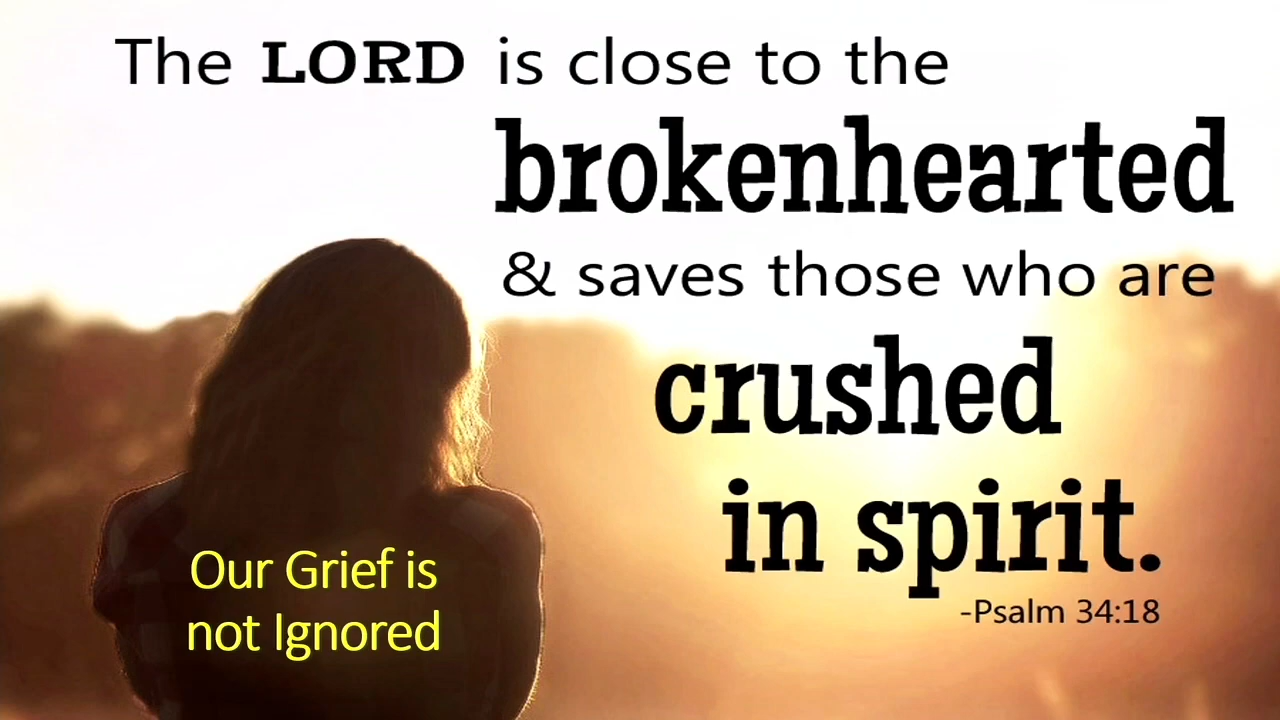 The LORD is close to the
brokenhearted
& saves those who are
crushed
in spirit.
-Psalm 34:18
Our Grief is
not Ignored